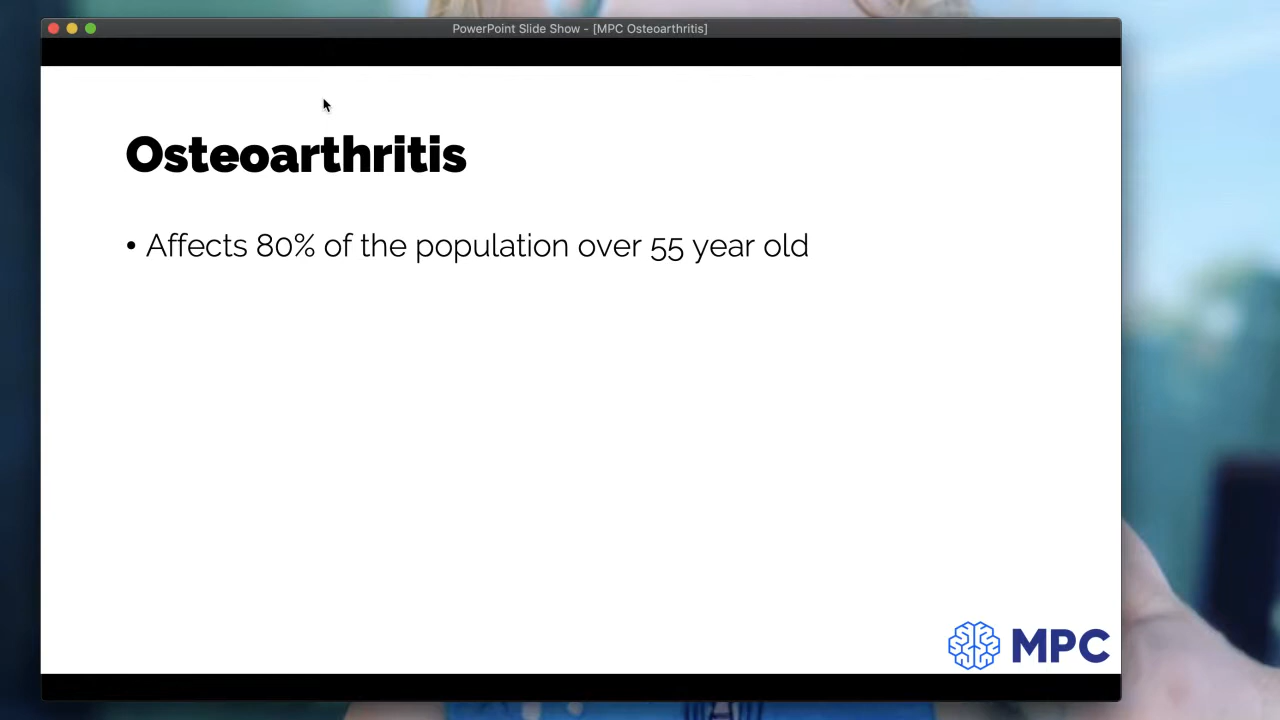 PowerPoint Slide Show - [MPC Osteoarthritis]
Osteoarthritis
• Affects 80% of the population over 55 year old
MPC